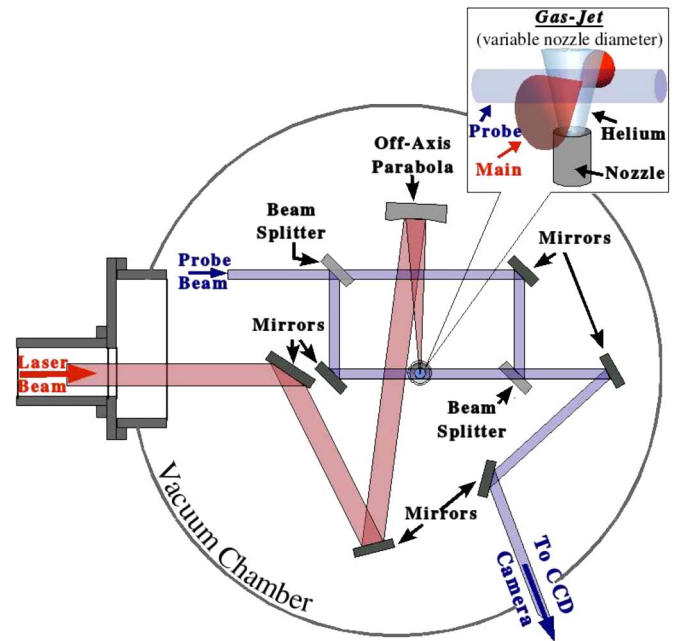 Gas-Jet
(variable nozzle diameter)
Probe
Helium
Main
Nozzle
Off-Axis
Parabola
Beam
Splitter
Mirrors
Probe
Beam
Mirrors
Laser
Beam
Beam
Splitter
Mirrors
Vacuum Chamber
To CCD
Camera